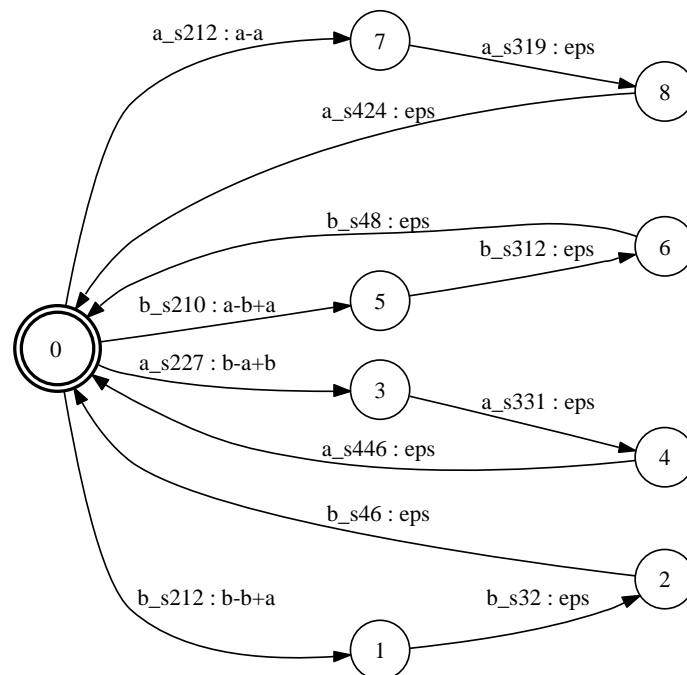 a_s212 : a-a
7
a_s319 : eps
8
a_s424 : eps
b_s48 : eps
6
b_s312 : eps
b_s210 : a-b+a
5
0
a_s227 : b-a+b
3
a_s331 : eps
a_s446 : eps
4
b_s46 : eps
2
b_s212 : b-b+a
b_s32 : eps
1